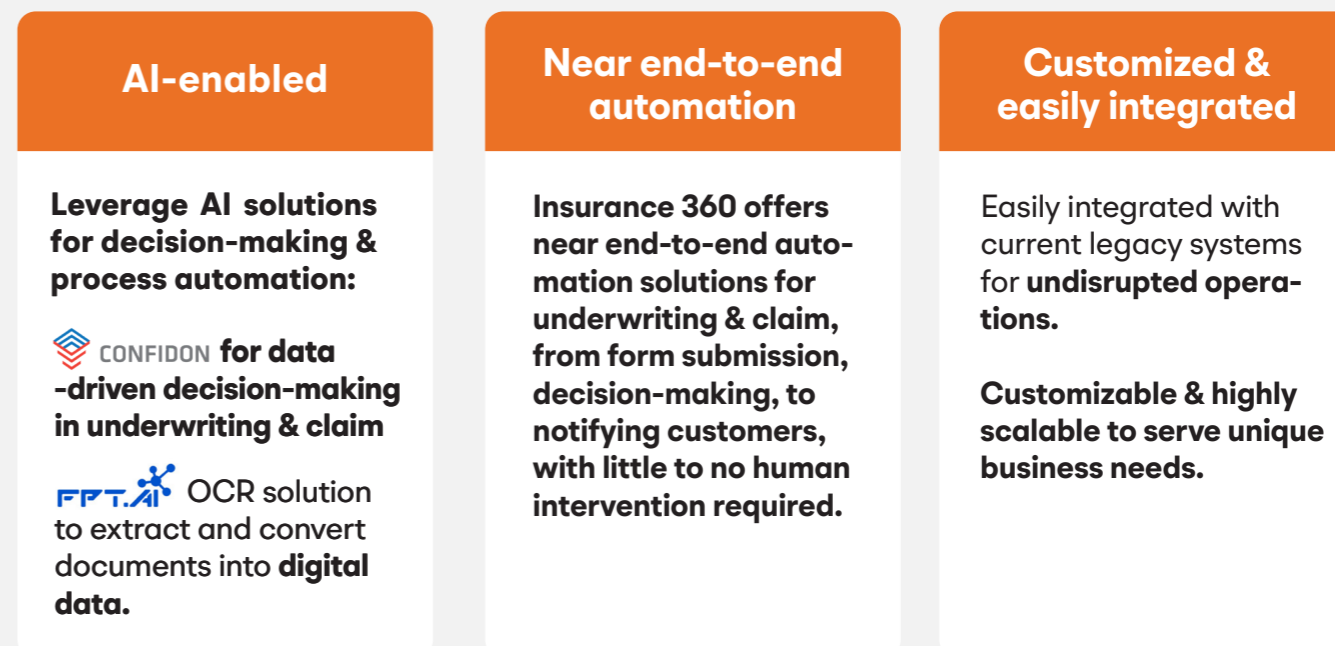 AI-enabled
Leverage AI solutions
for decision-making &
process automation:
CONFIDON for data
-driven decision-making
in underwriting & claim
FPT.AI OCR solution
to extract and convert
documents into digital
data.
Near end-to-end
automation
Insurance 360 offers
near end-to-end auto-
mation solutions for
underwriting & claim,
from form submission,
decision-making, to
notifying customers,
with little to no human
intervention required.
Customized &
easily integrated
Easily integrated with
current legacy systems
for undisrupted opera-
tions.
Customizable & highly
scalable to serve unique
business needs.